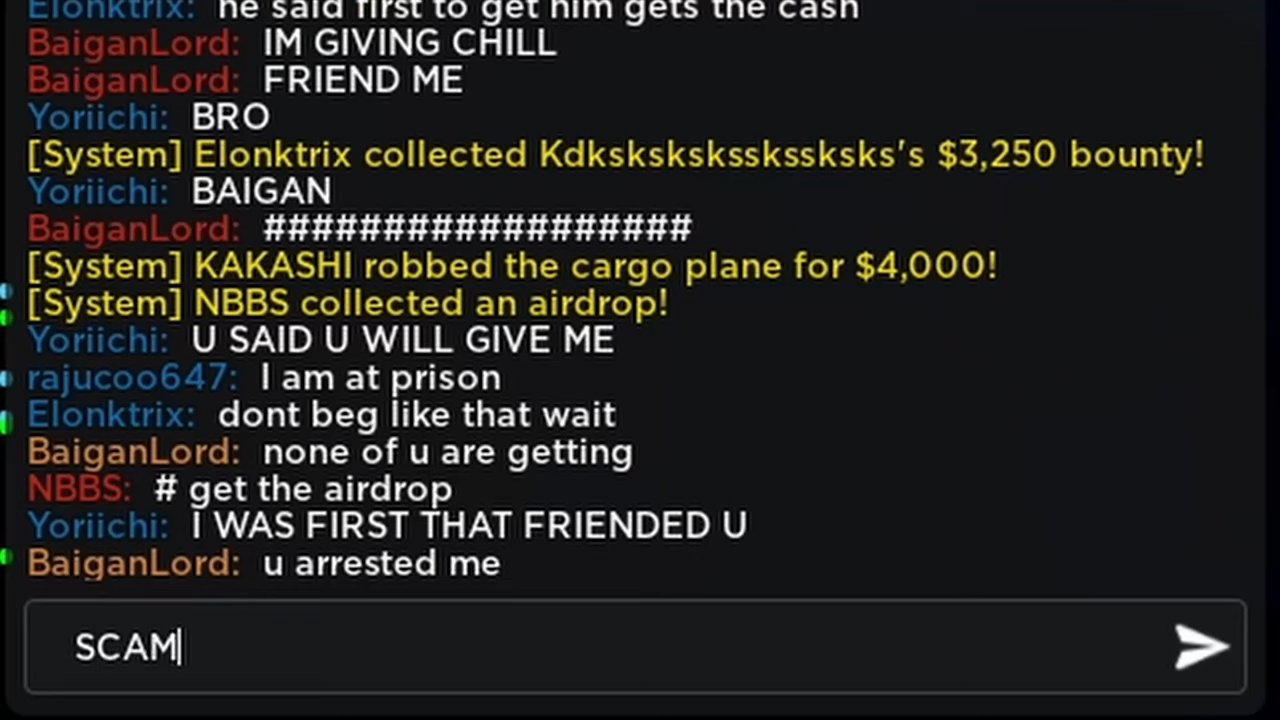 Elonktrix: he said first to get him gets the cash
BaiganLord: IM GIVING CHILL
BaiganLord: FRIEND ME
Yoriichi: BRO
[System] Elonktrix collected Kdkskskskssksskskss's $3,250 bounty!
Yoriichi: BAIGAN
BaiganLord: ##################
[System] KAKASHI robbed the cargo plane for $4,000!
[System] NBBS collected an airdrop!
Yoriichi: U SAID U WILL GIVE ME
rajucoo647: I am at prison
Elonktrix: dont beg like that wait
BaiganLord: none of u are getting
NBBS: # get the airdrop
Yoriichi: I WAS FIRST THAT FRIENDED U
BaiganLord: u arrested me
SCAM